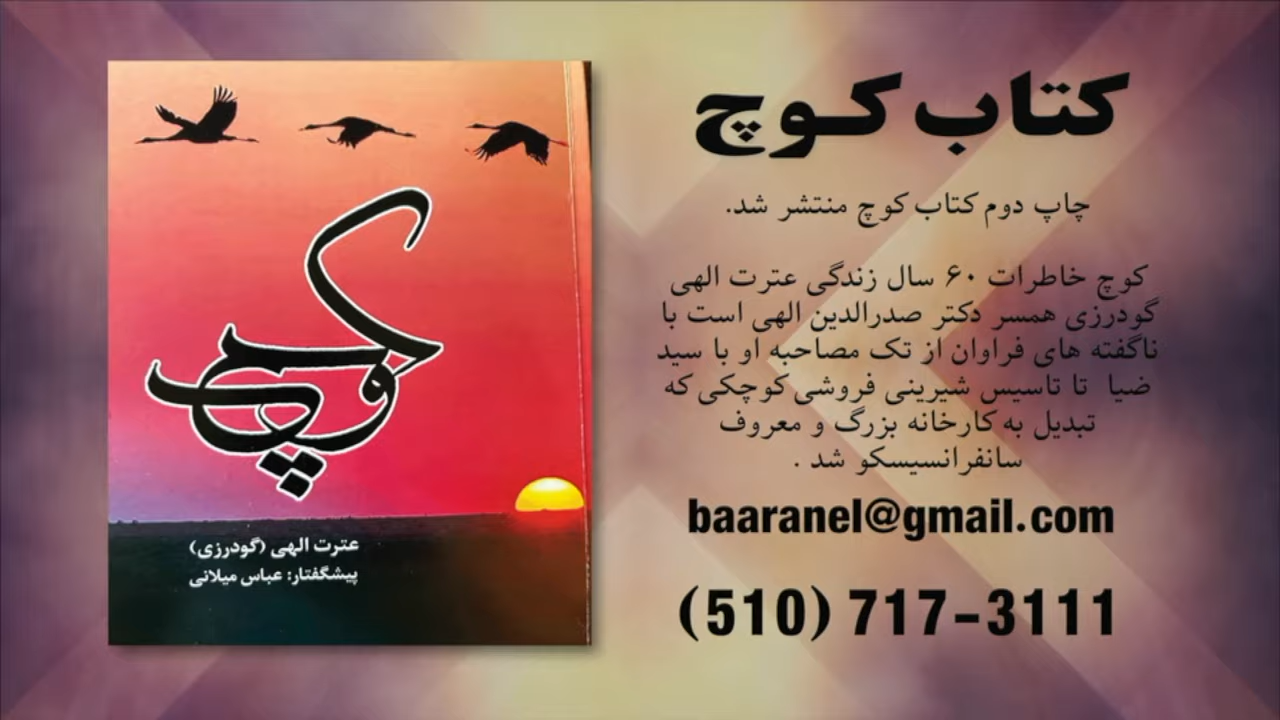 کوچ
عترت الهی (گودرزی)
پیشگفتار: عباس میلانی
کتاب کوچ
چاپ دوم کتاب کوچ منتشر شد.
کوچ خاطرات ۶۰ سال زندگی عترت الهی
گودرزی همسر دکتر صدرالدین الهی است با
ناگفته های فراوان از تک مصاحبه او با سید
ضیا تا تاسیس شیرینی فروشی کوچکی که
تبدیل به کارخانه بزرگ و معروف
سانفرانسیسکو شد .
baaranel@gmail.com
(510) 717-3111